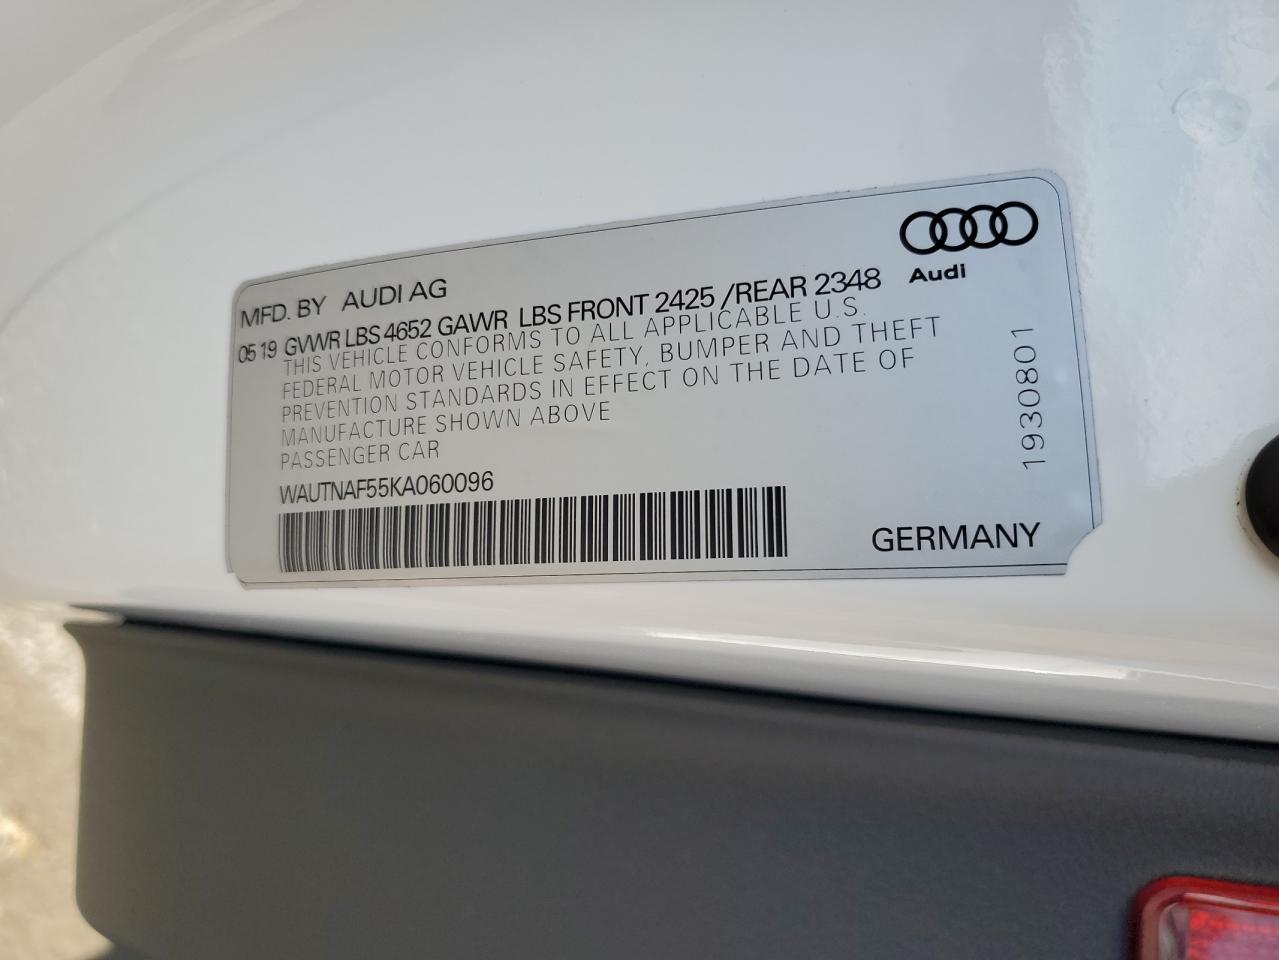 Audi
MFD. BY AUDI AG
05 19 GVWR LBS 4652 GAWR LBS FRONT 2425 /REAR 2348
THIS VEHICLE CONFORMS TO ALL APPLICABLE U.S.
FEDERAL MOTOR VEHICLE SAFETY, BUMPER AND THEFT
PREVENTION STANDARDS IN EFFECT ON THE DATE OF
MANUFACTURE SHOWN ABOVE
PASSENGER CAR
WAUTNAF55KA060096
1930801
GERMANY